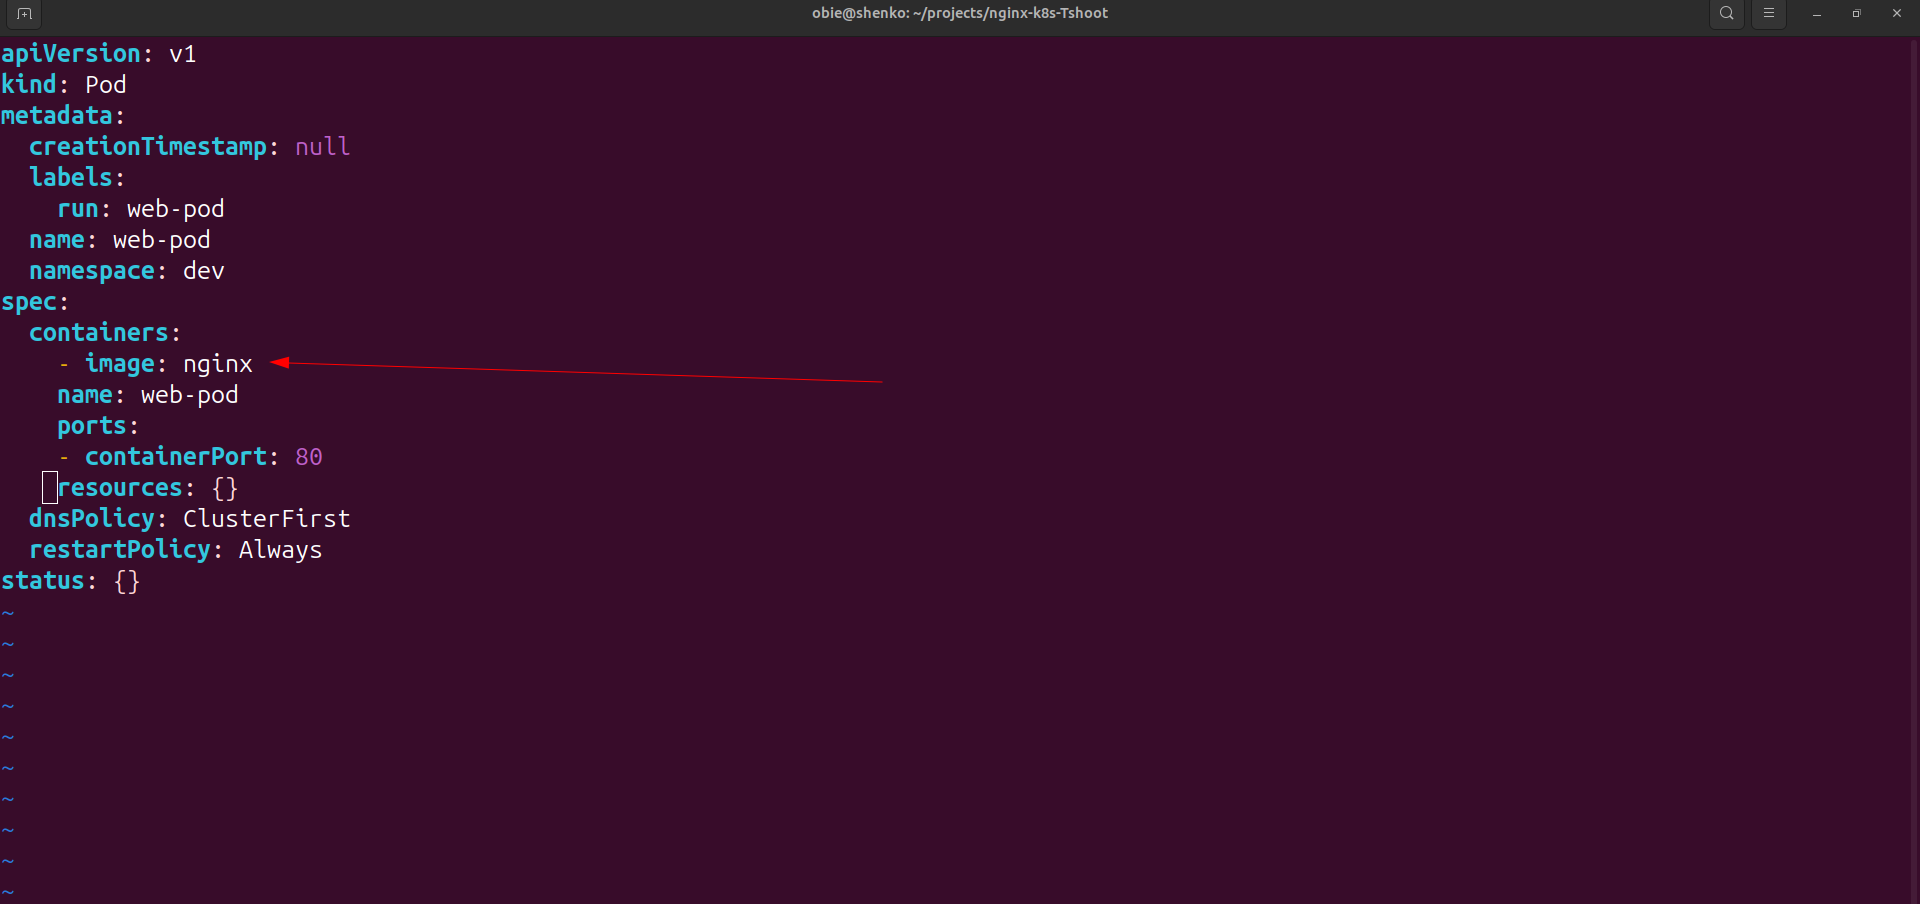 obie@shenko: ~/projects/nginx-k8s-Tshoot
apiVersion: v1
kind: Pod
metadata:
  creationTimestamp: null
  labels:
    run: web-pod
  name: web-pod
  namespace: dev
spec:
  containers:
    - image: nginx
    name: web-pod
    ports:
    - containerPort: 80
    resources: {}
  dnsPolicy: ClusterFirst
  restartPolicy: Always
status: {}
~
~
~
~
~
~
~
~
~
~